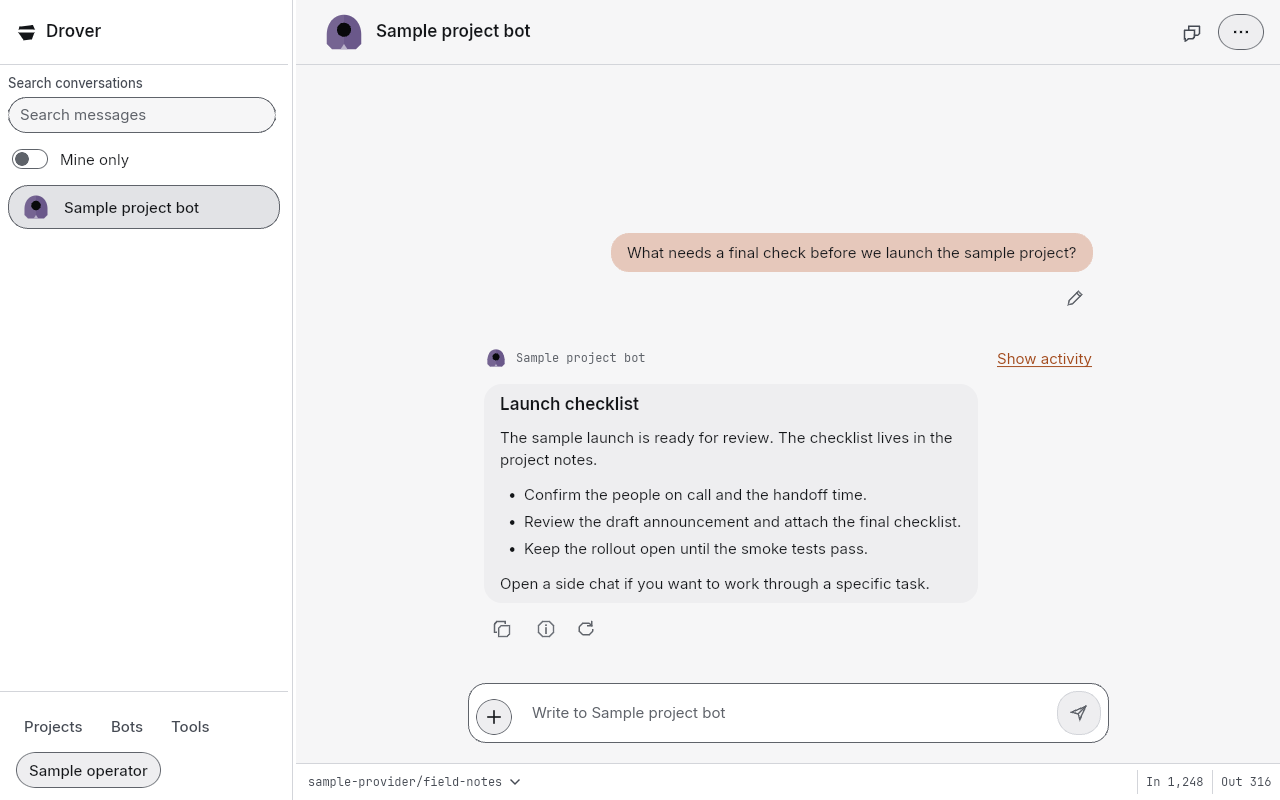 Drover
Search conversations
Search messages
Mine only
Sample project bot
Projects
Bots
Tools
Sample operator
Sample project bot
What needs a final check before we launch the sample project?
Sample project bot
Show activity
Launch checklist
The sample launch is ready for review. The checklist lives in the
project notes.
• Confirm the people on call and the handoff time.
• Review the draft announcement and attach the final checklist.
• Keep the rollout open until the smoke tests pass.
Open a side chat if you want to work through a specific task.
Write to Sample project bot
sample-provider/field-notes
In 1,248
Out 316